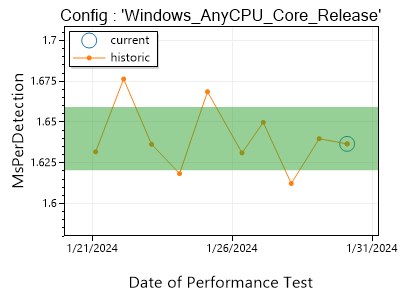 Config : 'Windows_AnyCPU_Core_Release'
current
historic
1.7
1.675
1.65
1.625
1.6
MsPerDetection
1/21/2024
1/26/2024
1/31/2024
Date of Performance Test